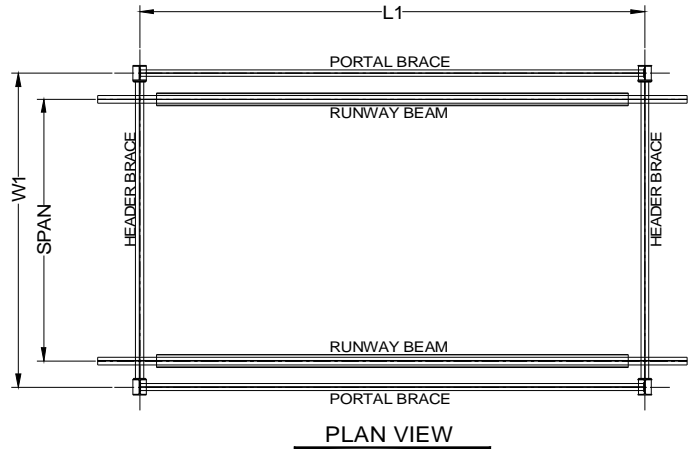 L1
PORTAL BRACE
RUNWAY BEAM
HEADER BRACE
HEADER BRACE
W1
SPAN
RUNWAY BEAM
PORTAL BRACE
PLAN VIEW